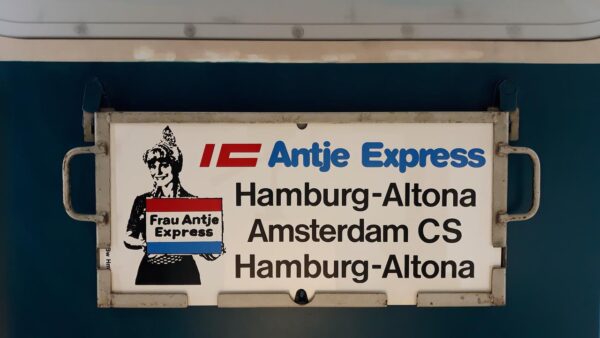 IC Antje Express
Frau Antje
Express
Hamburg-Altona
Amsterdam CS
Hamburg-Altona